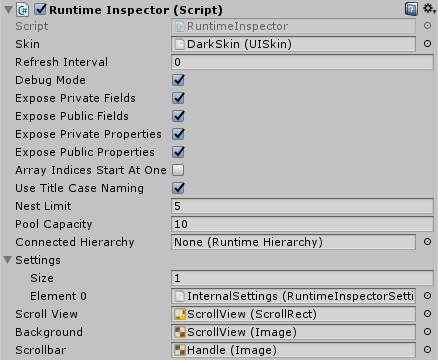 Runtime Inspector (Script)
Script RuntimeInspector
Skin DarkSkin (UISkin)
Refresh Interval 0
Debug Mode
Expose Private Fields
Expose Public Fields
Expose Private Properties
Expose Public Properties
Array Indices Start At One
Use Title Case Naming
Nest Limit 5
Pool Capacity 10
Connected Hierarchy None (Runtime Hierarchy)
Settings
Size 1
Element 0 InternalSettings (RuntimeInspectorSetti
Scroll View ScrollView (ScrollRect)
Background ScrollView (Image)
Scrollbar Handle (Image)